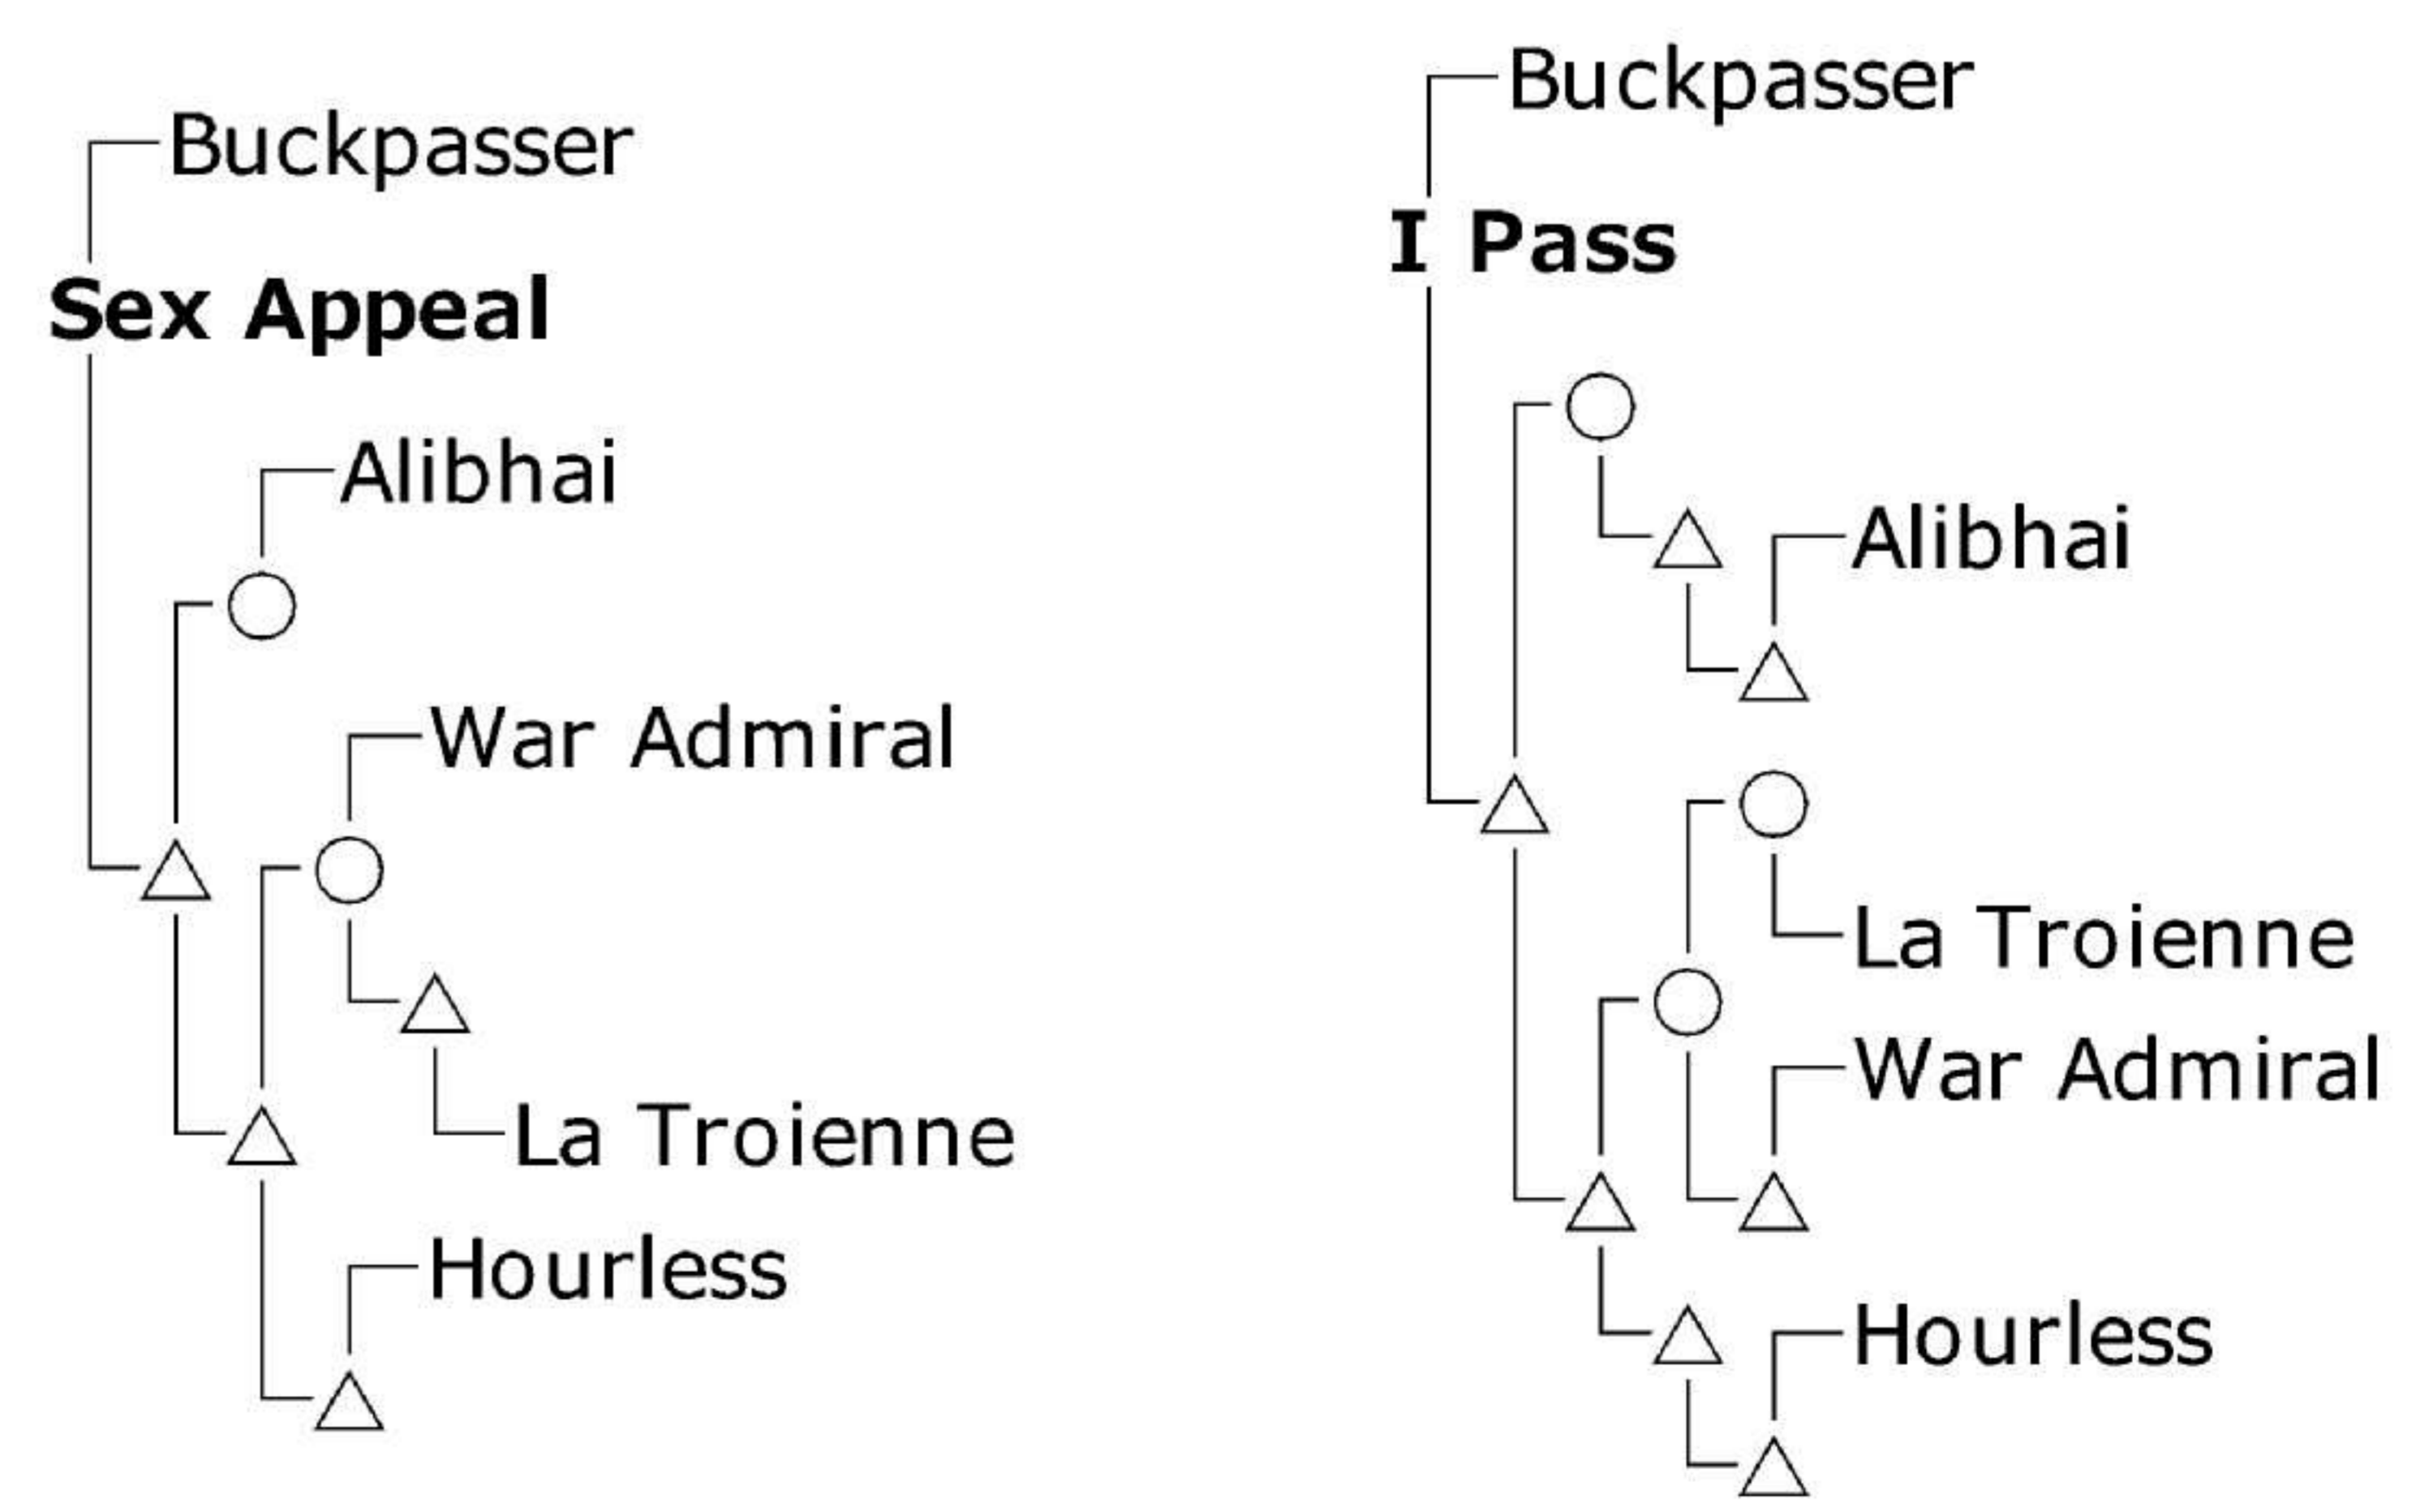 Buckpasser
Sex Appeal
Alibhai
War Admiral
La Troienne
Hourless
Buckpasser
I Pass
Alibhai
La Troienne
War Admiral
Hourless